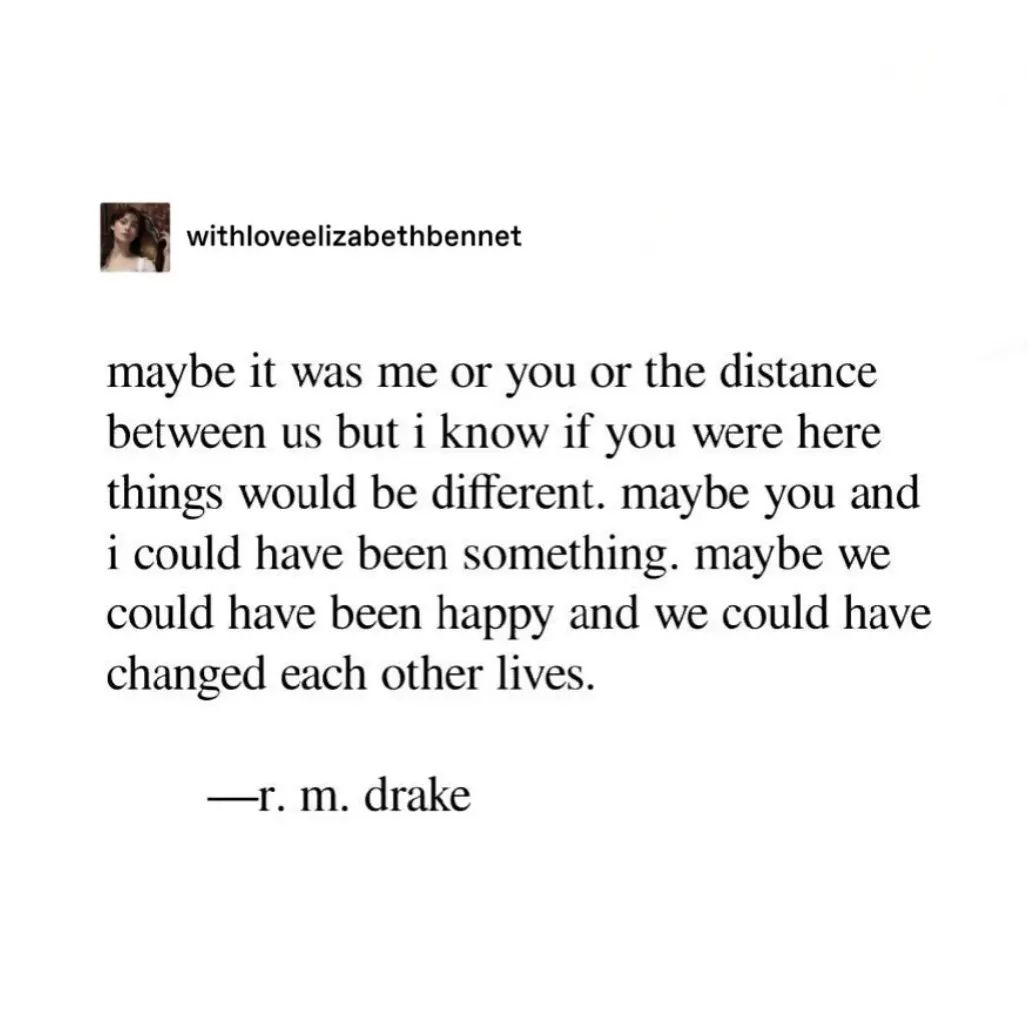 withloveelizabethbennet
maybe it was me or you or the distance
between us but i know if you were here
things would be different. maybe you and
i could have been something. maybe we
could have been happy and we could have
changed each other lives.
—r. m. drake